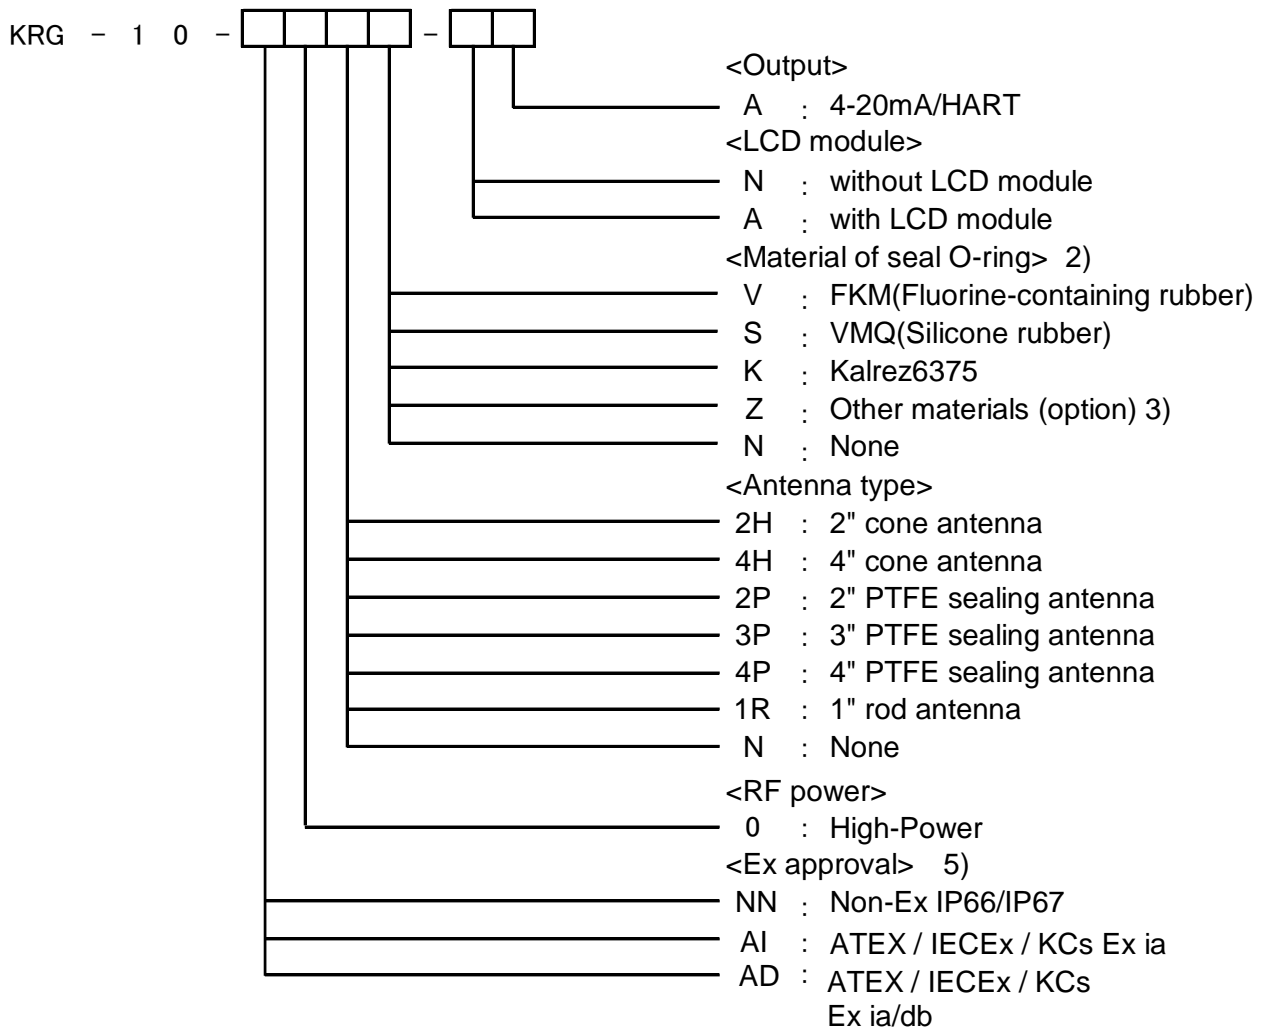 KRG - 1 0 - -
<Output>
A : 4-20mA/HART
<LCD module>
N : without LCD module
A : with LCD module
<Material of seal O-ring> 2)
V : FKM(Fluorine-containing rubber)
S : VMQ(Silicone rubber)
K : Kalrez6375
Z : Other materials (option) 3)
N : None
<Antenna type>
2H : 2" cone antenna
4H : 4" cone antenna
2P : 2" PTFE sealing antenna
3P : 3" PTFE sealing antenna
4P : 4" PTFE sealing antenna
1R : 1" rod antenna
N : None
<RF power>
0 : High-Power
<Ex approval> 5)
NN : Non-Ex IP66/IP67
AI : ATEX / IECEx / KCs Ex ia
AD : ATEX / IECEx / KCs
Ex ia/db